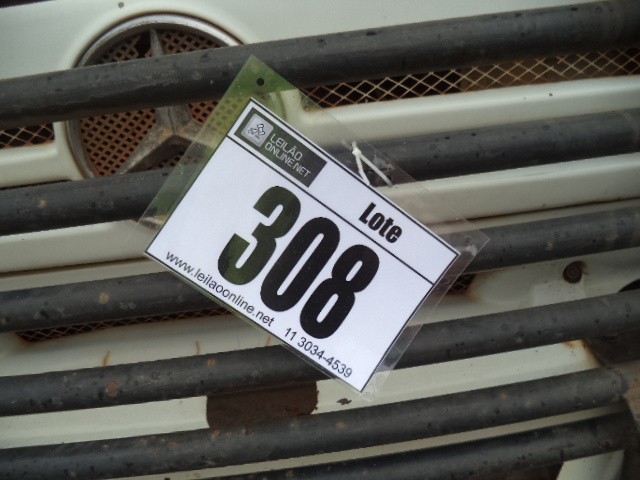 LEILÃO
ONLINE.NET
Lote
308
www.leilaoonline.net 11 3034-4539